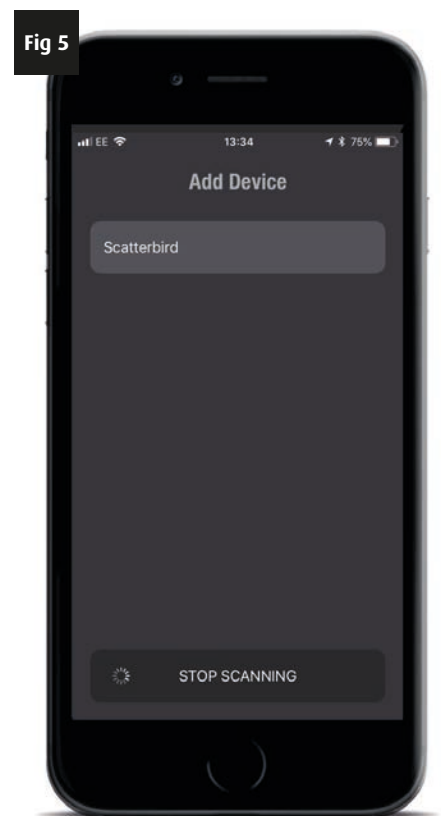 Fig 5
EE 13:34 75%
Add Device
Scatterbird
STOP SCANNING